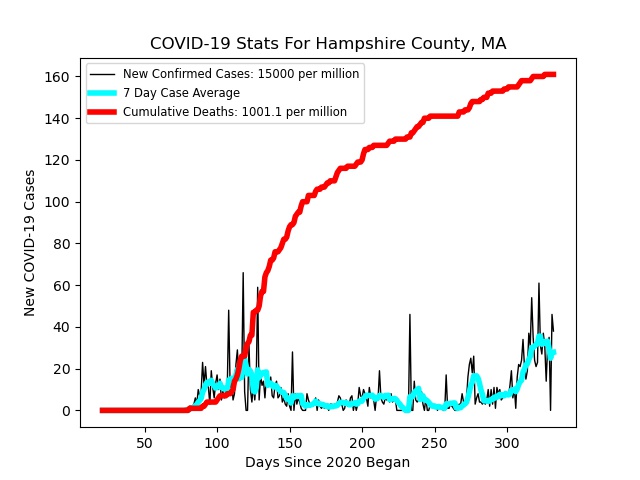 COVID-19 Stats For Hampshire County, MA
New Confirmed Cases: 15000 per million
7 Day Case Average
Cumulative Deaths: 1001.1 per million
New COVID-19 Cases
160
140
120
100
80
60
40
20
0
50 100 150 200 250 300
Days Since 2020 Began